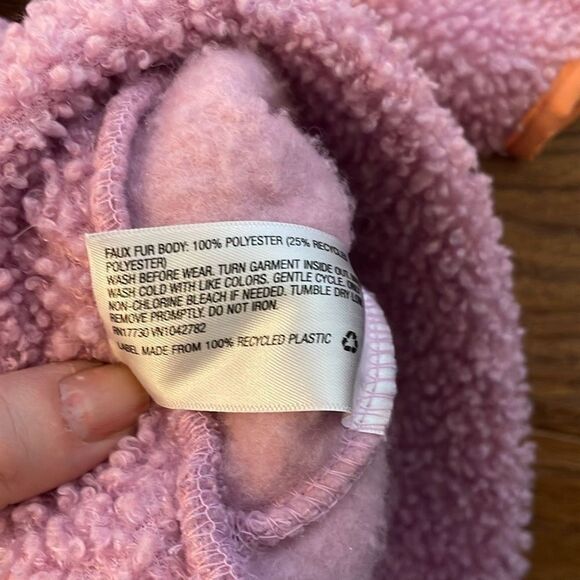 FAUX FUR BODY: 100% POLYESTER (25% RECYCLED
POLYESTER)
WASH BEFORE WEAR. TURN GARMENT INSIDE OUT.
WASH COLD WITH LIKE COLORS. GENTLE CYCLE.
NON-CHLORINE BLEACH IF NEEDED. TUMBLE DRY LOW
REMOVE PROMPTLY. DO NOT IRON.
RN17730 VN1042782
LABEL MADE FROM 100% RECYCLED PLASTIC